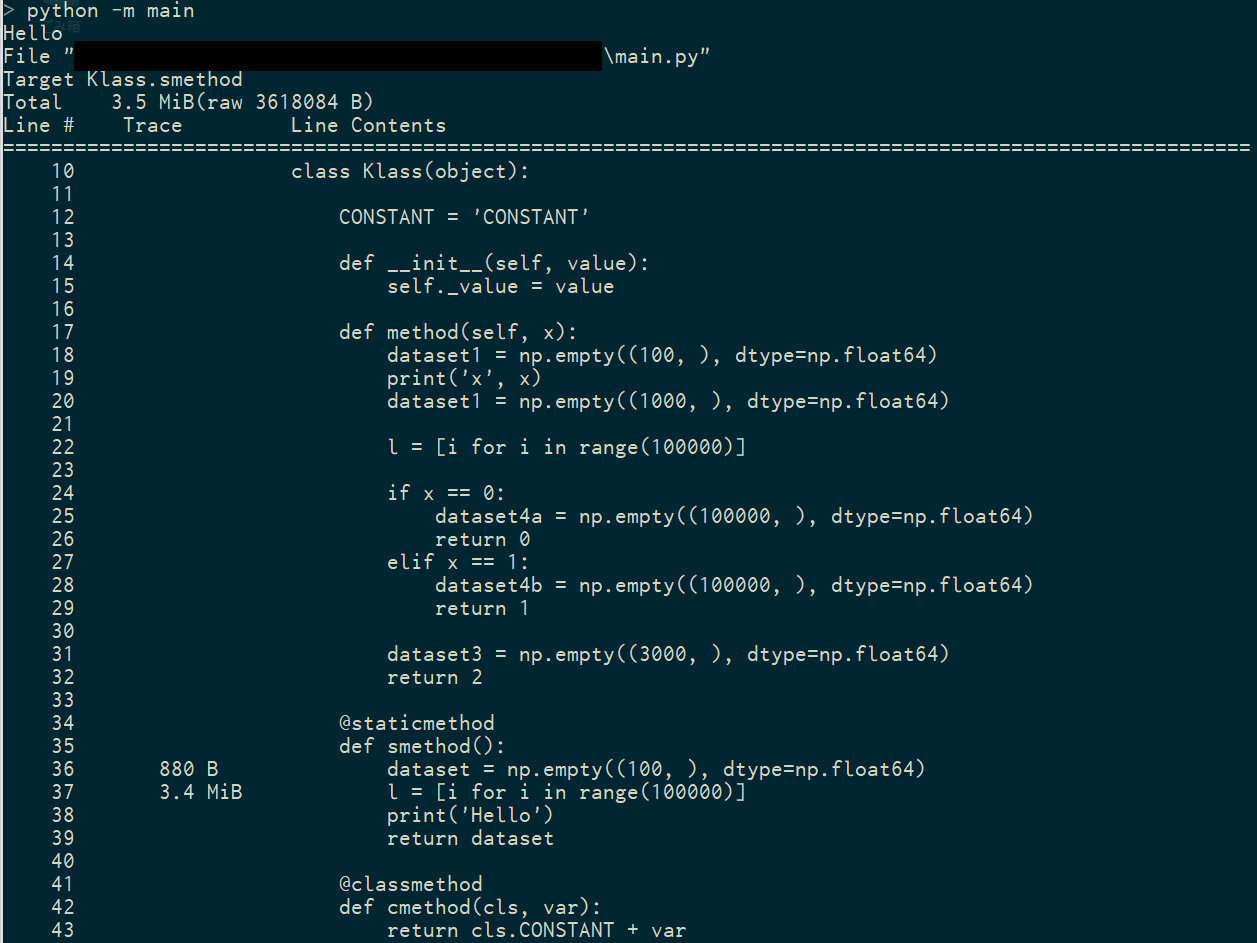 > python -m main
Hello
File "\main.py"
Target Klass.smethod
Total    3.5 MiB(raw 3618084 B)
Line #    Trace         Line Contents
========================================================================================================
    10                  class Klass(object):
    11
    12                      CONSTANT = 'CONSTANT'
    13
    14                      def __init__(self, value):
    15                          self._value = value
    16
    17                      def method(self, x):
    18                          dataset1 = np.empty((100, ), dtype=np.float64)
    19                          print('x', x)
    20                          dataset1 = np.empty((1000, ), dtype=np.float64)
    21
    22                          l = [i for i in range(100000)]
    23
    24                          if x == 0:
    25                              dataset4a = np.empty((100000, ), dtype=np.float64)
    26                              return 0
    27                          elif x == 1:
    28                              dataset4b = np.empty((100000, ), dtype=np.float64)
    29                              return 1
    30
    31                          dataset3 = np.empty((3000, ), dtype=np.float64)
    32                          return 2
    33
    34                      @staticmethod
    35                      def smethod():
    36       880 B              dataset = np.empty((100, ), dtype=np.float64)
    37       3.4 MiB            l = [i for i in range(100000)]
    38                          print('Hello')
    39                          return dataset
    40
    41                      @classmethod
    42                      def cmethod(cls, var):
    43                          return cls.CONSTANT + var